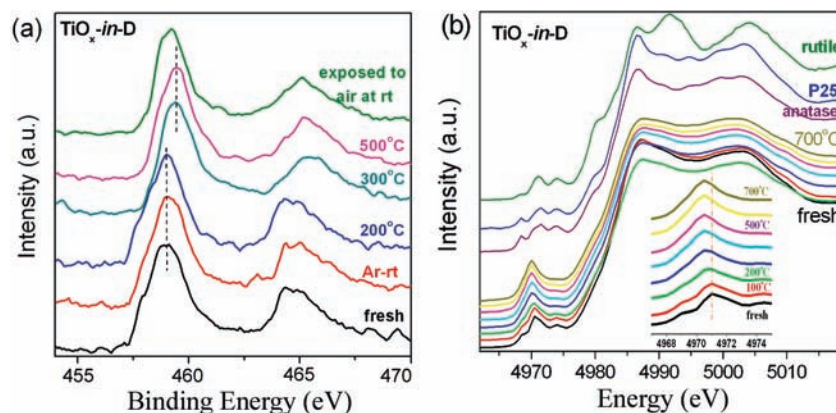 (a)
TiOx-in-D
exposed to
air at rt
500°C
300°C
200°C
Ar-rt
fresh
Intensity (a.u.)
455
460
465
470
Binding Energy (eV)
(b)
TiOx-in-D
rutile
P25
anatase
700°C
fresh
700°C
500°C
200°C
100°C
fresh
4968
4970
4972
4974
Intensity (a.u.)
4970
4980
4990
5000
5010
Energy (eV)